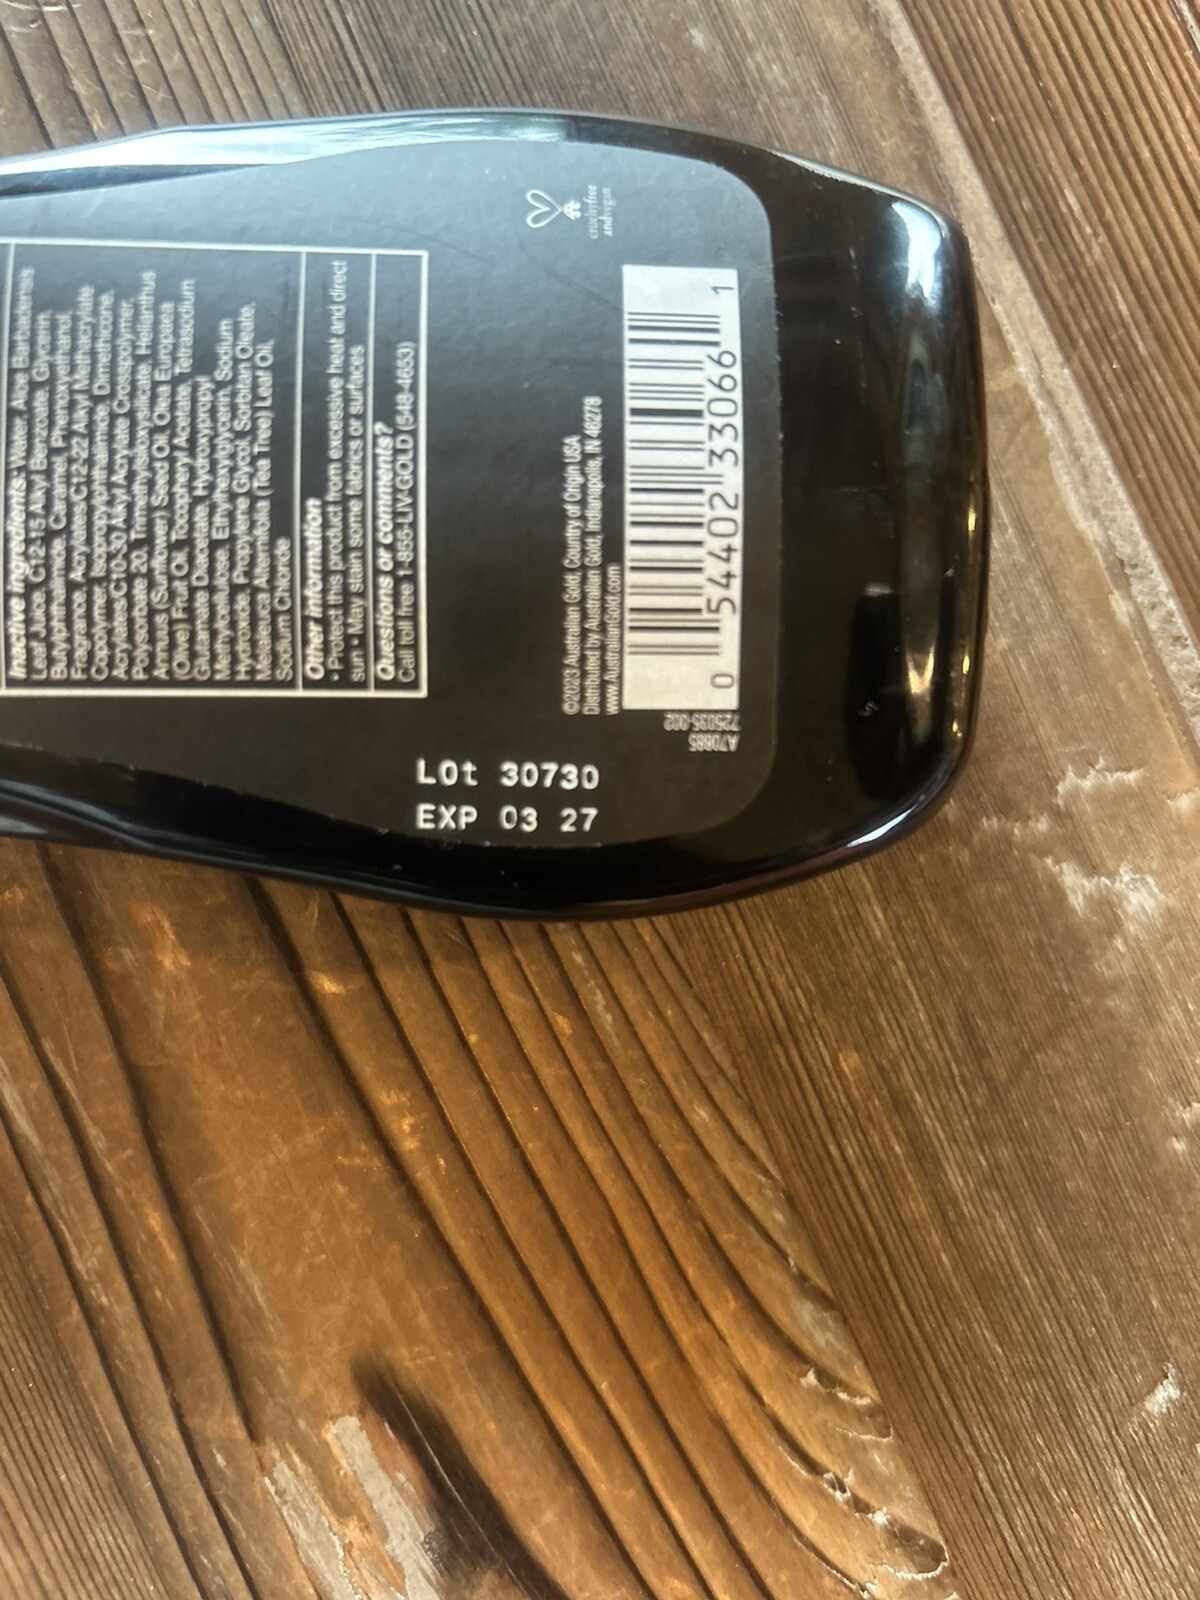 Inactive Ingredients Water, Aloe Barbadensis
Leaf Juice, C12-15 Alkyl Benzoate, Glycerin,
Butylphthalimide, Caramel, Phenoxyethanol,
Fragrance, Acrylates/C12-22 Alkyl Methacrylate
Copolymer, Isopropylphthalimide, Dimethicone,
Acrylates/C10-30 Alkyl Acrylate Crosspolymer,
Polysorbate 20, Trimethylsiloxysilicate, Helianthus
Annuus (Sunflower) Seed Oil, Olea Europaea
(Olive) Fruit Oil, Tocopheryl Acetate, Tetrasodium
Glutamate Diacetate, Hydroxypropyl
Methylcellulose, Ethylhexylglycerin, Sodium
Hydroxide, Propylene Glycol, Sorbitan Oleate,
Melaleuca Alternifolia (Tea Tree) Leaf Oil,
Sodium Chloride
Other information
• Protect this product from excessive heat and direct
sun • May stain some fabrics or surfaces
Questions or comments?
Call toll free 1-855-LIV-GOLD (548-4653)
cruelty free
and vegan
©2023 Australian Gold, Country of Origin USA
Distributed by Australian Gold, Indianapolis, IN 46278
www.AustralianGold.com
0 54402 33066 1
A70885
725095-002
Lot 30730
EXP 03 27